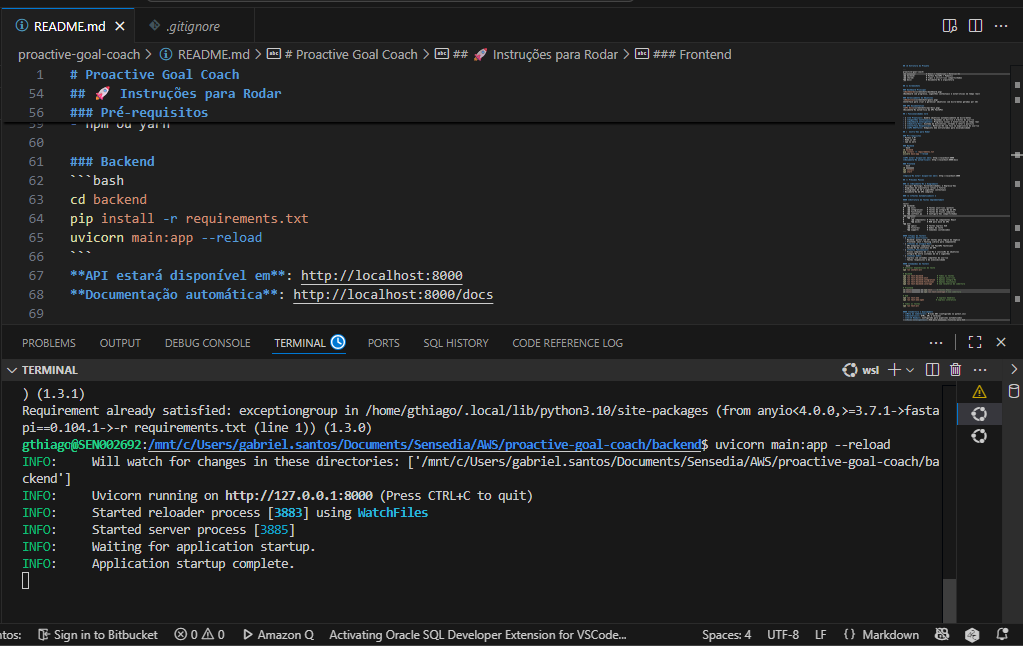 README.md
.gitignore
proactive-goal-coach > README.md > # Proactive Goal Coach > ## 🚀 Instruções para Rodar > ### Frontend
1 # Proactive Goal Coach
54 ## 🚀 Instruções para Rodar
56 ### Pré-requisitos
59 - npm ou yarn
60
61 ### Backend
62 ```bash
63 cd backend
64 pip install -r requirements.txt
65 uvicorn main:app --reload
66 ```
67 **API estará disponível em**: http://localhost:8000
68 **Documentação automática**: http://localhost:8000/docs
69
PROBLEMS OUTPUT DEBUG CONSOLE TERMINAL PORTS SQL HISTORY CODE REFERENCE LOG
TERMINAL wsl
) (1.3.1)
Requirement already satisfied: exceptiongroup in /home/gthiago/.local/lib/python3.10/site-packages (from anyio<4.0.0,>=3.7.1->fasta
pi==0.104.1->-r requirements.txt (line 1)) (1.3.0)
gthiago@SEN002692:/mnt/c/Users/gabriel.santos/Documents/Sensedia/AWS/proactive-goal-coach/backend$ uvicorn main:app --reload
INFO: Will watch for changes in these directories: ['/mnt/c/Users/gabriel.santos/Documents/Sensedia/AWS/proactive-goal-coach/ba
ckend']
INFO: Uvicorn running on http://127.0.0.1:8000 (Press CTRL+C to quit)
INFO: Started reloader process [3883] using WatchFiles
INFO: Started server process [3885]
INFO: Waiting for application startup.
INFO: Application startup complete.
ntos: Sign in to Bitbucket 0 0 Amazon Q Activating Oracle SQL Developer Extension for VSCode... Spaces: 4 UTF-8 LF {} Markdown